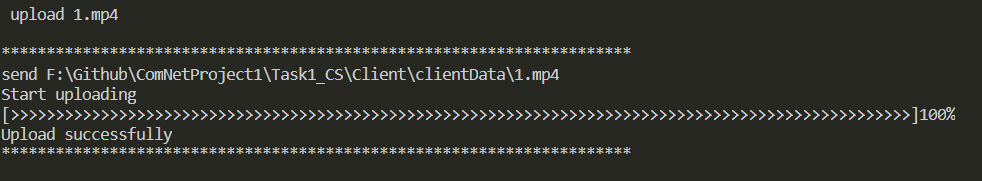 upload 1.mp4
**********************************************************************
send F:\Github\ComNetProject1\Task1_CS\Client\clientData\1.mp4
Start uploading
[>>>>>>>>>>>>>>>>>>>>>>>>>>>>>>>>>>>>>>>>>>>>>>>>>>>>>>>>>>>>>>>>>>>>>>>>>>>>>>>>>>>>>>>>>>>>>>>>>>>>]100%
Upload successfully
**********************************************************************